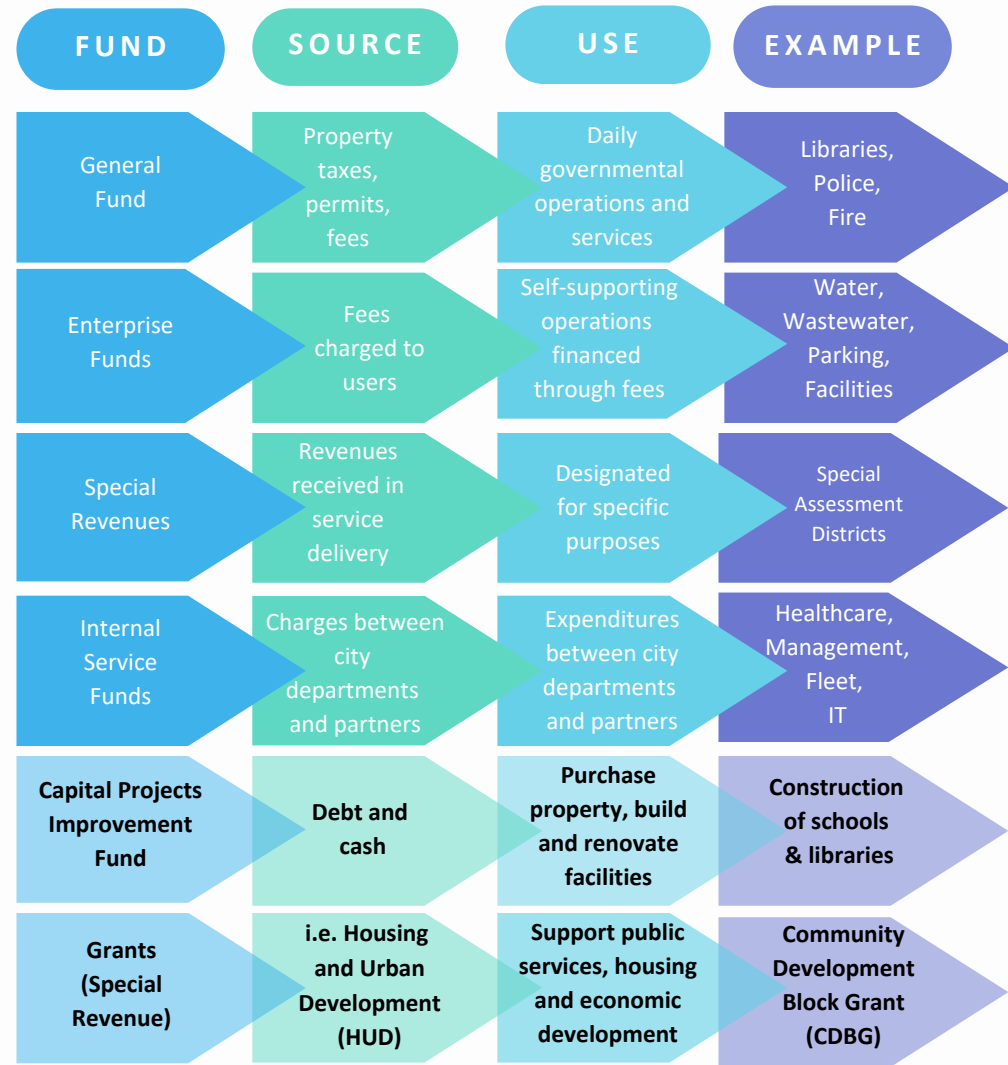 FUND
SOURCE
USE
EXAMPLE
General
Fund
Property
taxes,
permits,
fees
Daily
governmental
operations and
services
Libraries,
Police,
Fire
Enterprise
Funds
Fees
charged to
users
Self-supporting
operations
financed
through fees
Water,
Wastewater,
Parking,
Facilities
Special
Revenues
Revenues
received in
service
delivery
Designated
for specific
purposes
Special
Assessment
Districts
Internal
Service
Funds
Charges between
city
departments
and partners
Expenditures
between city
departments
and partners
Healthcare,
Management,
Fleet,
IT
Capital Projects
Improvement
Fund
Debt and
cash
Purchase
property, build
and renovate
facilities
Construction
of schools
& libraries
Grants
(Special
Revenue)
i.e. Housing
and Urban
Development
(HUD)
Support public
services, housing
and economic
development
Community
Development
Block Grant
(CDBG)